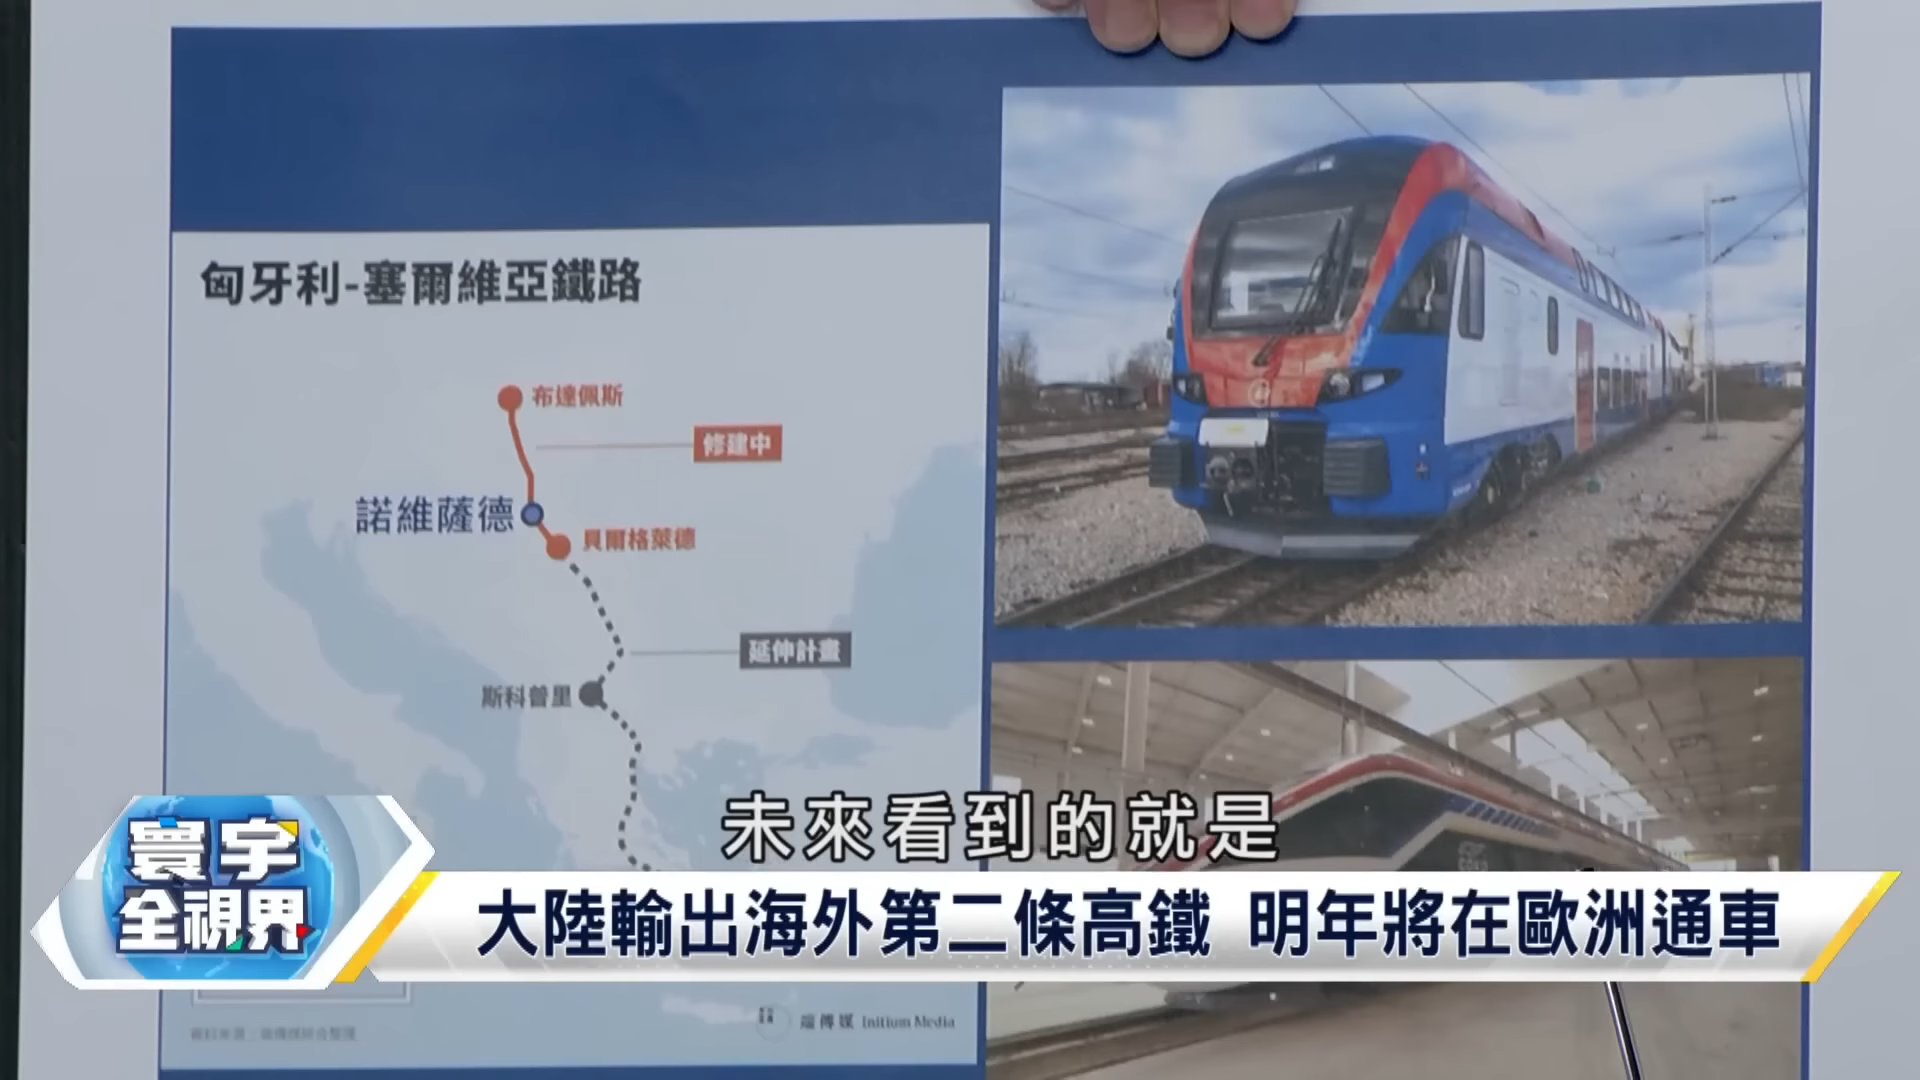 匈牙利-塞爾維亞鐵路
布達佩斯
修建中
諾維薩德
貝爾格萊德
延伸計畫
斯科普里
未來看到的就是
寰宇
全視界
大陸輸出海外第二條高鐵 明年將在歐洲通車
端傳媒 Initium Media